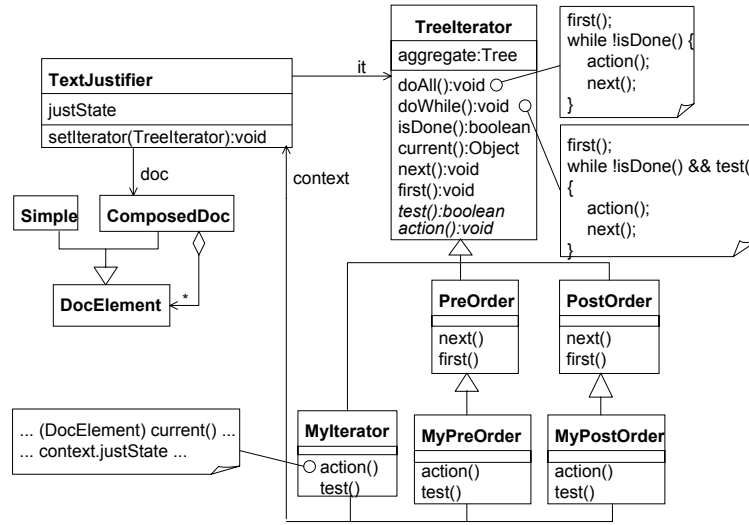 TreeIterator
aggregate:Tree
doAll():void
doWhile():void
isDone():boolean
current():Object
next():void
first():void
test():boolean
action():void
first();
while !isDone() {
action();
next();
}
first();
while !isDone() && test(
{
action();
next();
}
TextJustifier
justState
setIterator(TreeIterator):void
it
doc
context
Simple
ComposedDoc
DocElement
*
PreOrder
next()
first()
PostOrder
next()
first()
... (DocElement) current() ...
... context.justState ...
MyIterator
action()
test()
MyPreOrder
action()
test()
MyPostOrder
action()
test()